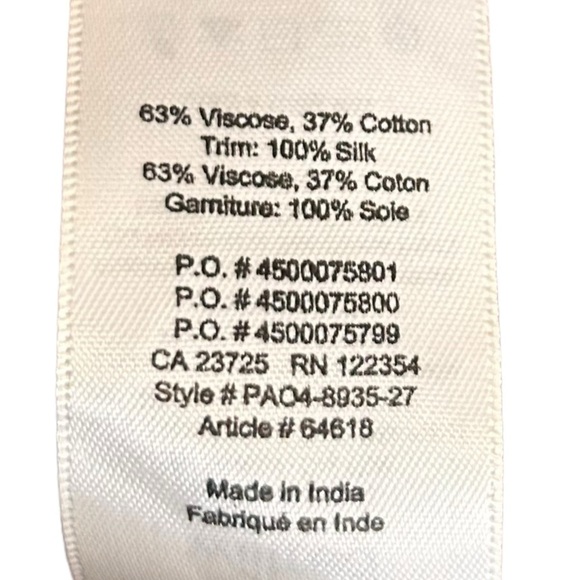 63% Viscose, 37% Cotton
Trim: 100% Silk
63% Viscose, 37% Coton
Garniture: 100% Soie
P.O. # 4500075801
P.O. # 4500075800
P.O. # 4500075799
CA 23725 RN 122354
Style # PAO4-8935-27
Article # 64618
Made in India
Fabriqué en Inde